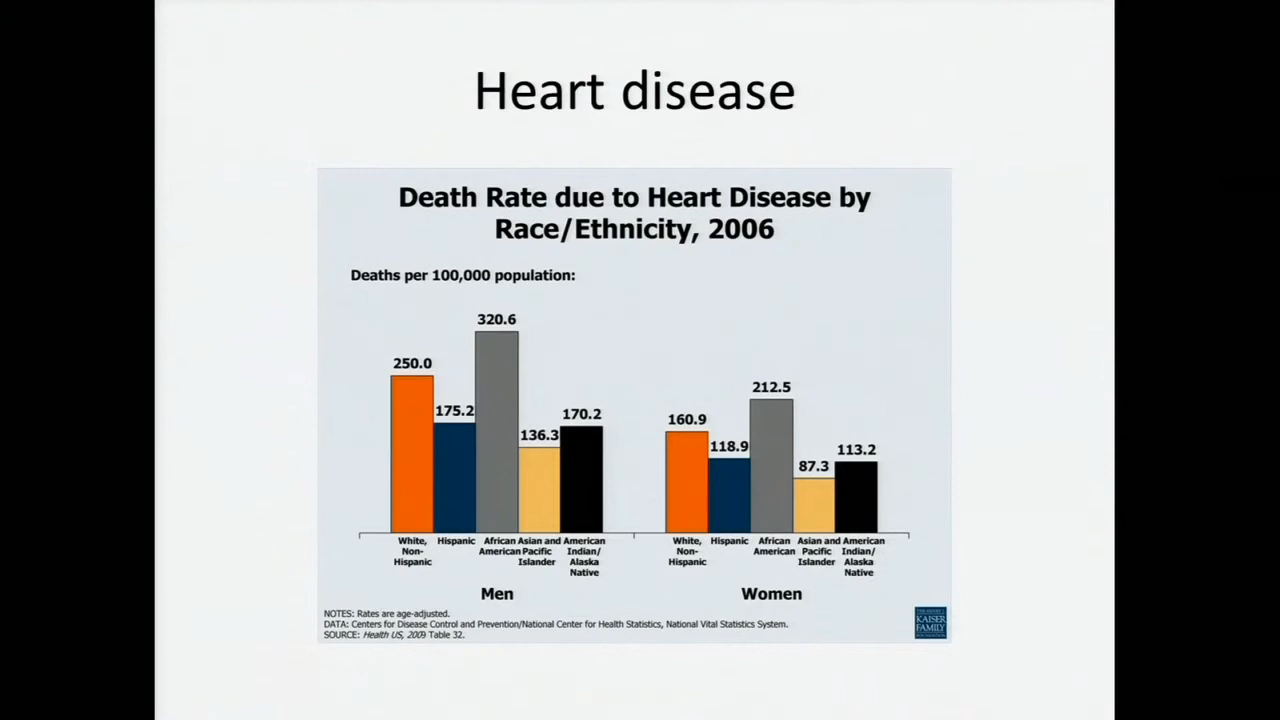 Heart disease
Death Rate due to Heart Disease by
Race/Ethnicity, 2006
Deaths per 100,000 population:
250.0
175.2
320.6
136.3
170.2
160.9
118.9
212.5
87.3
113.2
White,
Non-
Hispanic
Hispanic
African
American
Asian and
Pacific
Islander
American
Indian/
Alaska
Native
White,
Non-
Hispanic
Hispanic
African
American
Asian and
Pacific
Islander
American
Indian/
Alaska
Native
Men
Women
NOTES: Rates are age-adjusted.
DATA: Centers for Disease Control and Prevention/National Center for Health Statistics, National Vital Statistics System.
SOURCE: Health US, 2009 Table 32.
KAISER
FAMILY